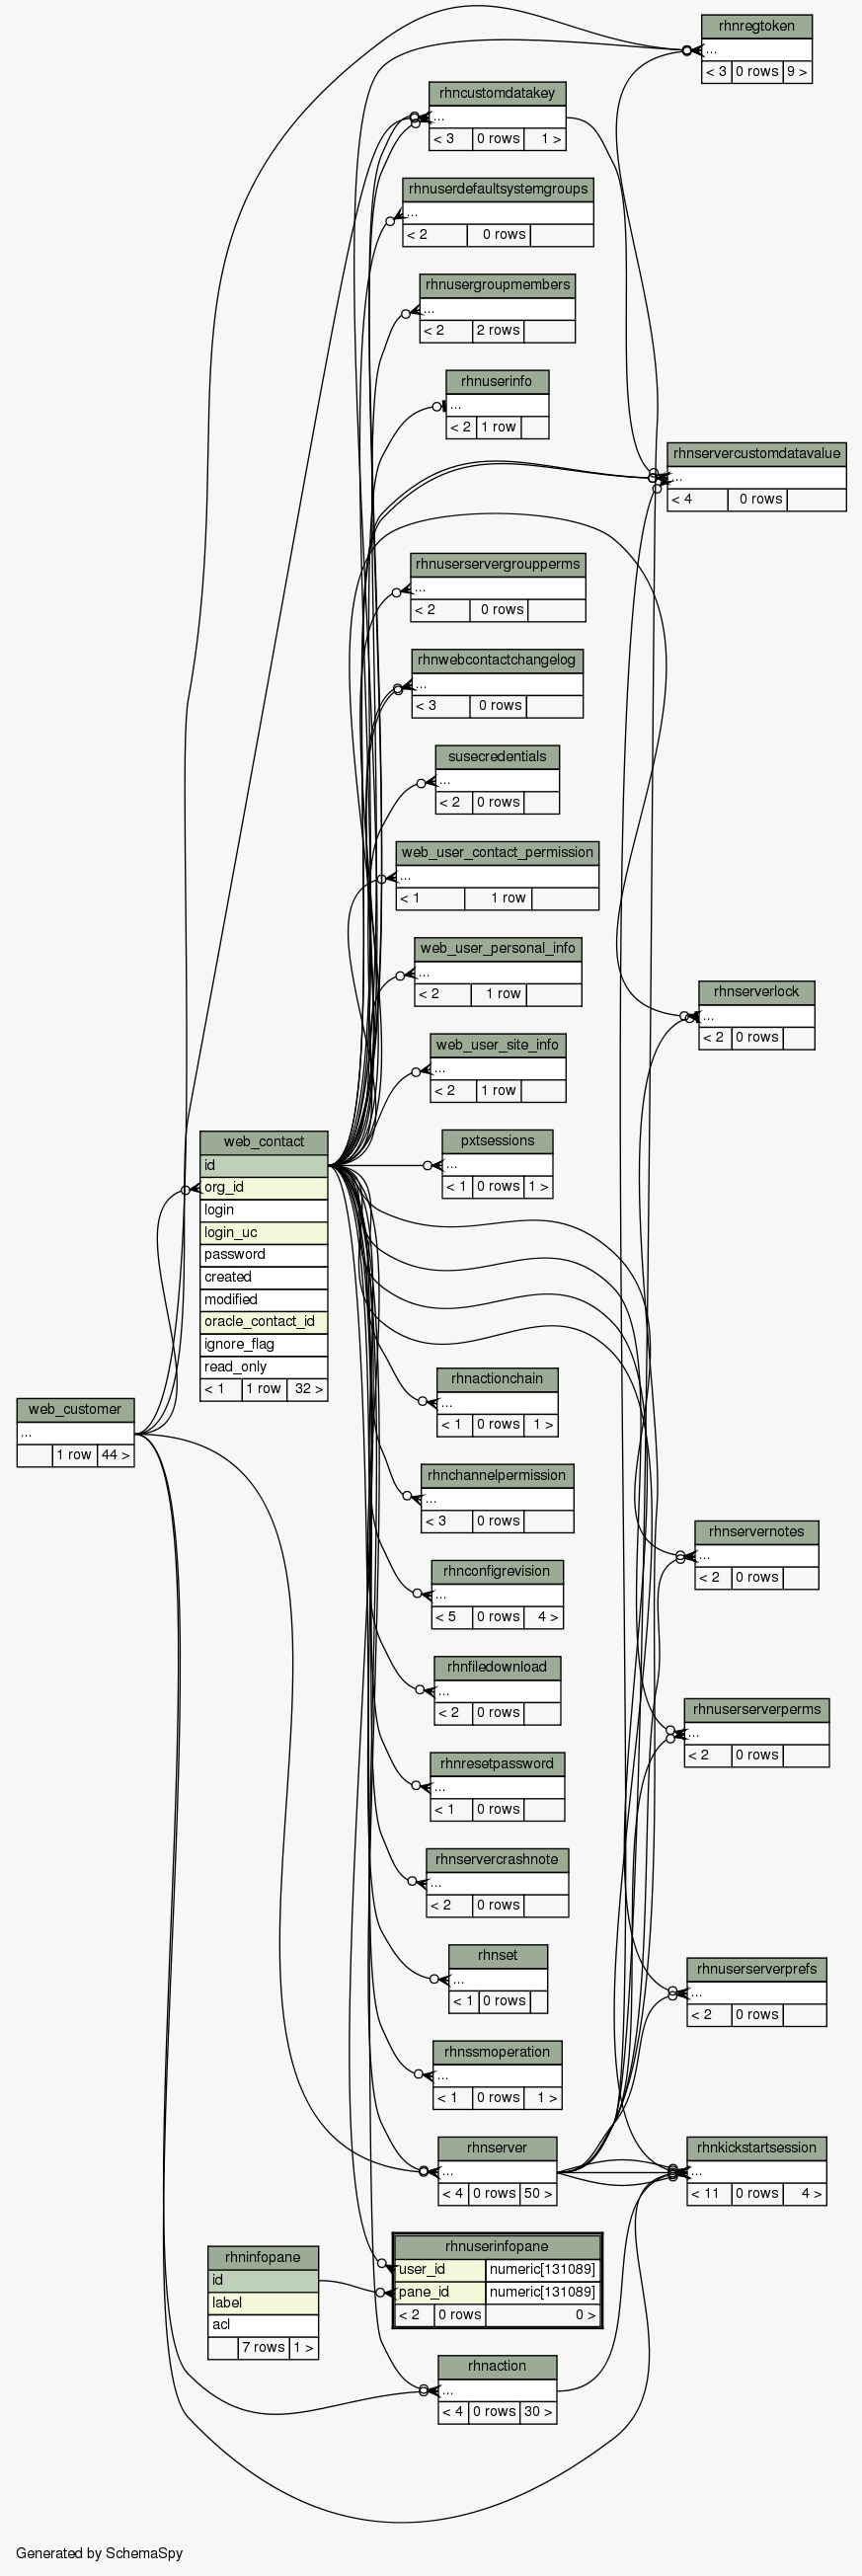 rhnregtoken
...
< 3 0 rows 9 >
rhncustomdatakey
...
< 3 0 rows 1 >
rhnuserdefaultsystemgroups
...
< 2 0 rows
rhnusergroupmembers
...
< 2 2 rows
rhnuserinfo
...
< 2 1 row
rhnservercustomdatavalue
...
< 4 0 rows
rhnuserservergroupperms
...
< 2 0 rows
rhnwebcontactchangelog
...
< 3 0 rows
susecredentials
...
< 2 0 rows
web_user_contact_permission
...
< 1 1 row
web_user_personal_info
...
< 2 1 row
rhnserverlock
...
< 2 0 rows
web_user_site_info
...
< 2 1 row
pxtsessions
...
< 1 0 rows 1 >
web_contact
id
org_id
login
login_uc
password
created
modified
oracle_contact_id
ignore_flag
read_only
< 1 1 row 32 >
web_customer
...
1 row 44 >
rhnactionchain
...
< 1 0 rows 1 >
rhnchannelpermission
...
< 3 0 rows
rhnservernotes
...
< 2 0 rows
rhnconfigrevision
...
< 5 0 rows 4 >
rhnfiledownload
...
< 2 0 rows
rhnuserserverperms
...
< 2 0 rows
rhnresetpassword
...
< 1 0 rows
rhnservercrashnote
...
< 2 0 rows
rhnset
...
< 1 0 rows
rhnuserserverprefs
...
< 2 0 rows
rhnssmoperation
...
< 1 0 rows 1 >
rhnserver
...
< 4 0 rows 50 >
rhnkickstartsession
...
< 11 0 rows 4 >
rhnuserinfopane
user_id numeric[131089]
pane_id numeric[131089]
< 2 0 rows 0 >
rhninfopane
id
label
acl
7 rows 1 >
rhnaction
...
< 4 0 rows 30 >
Generated by SchemaSpy